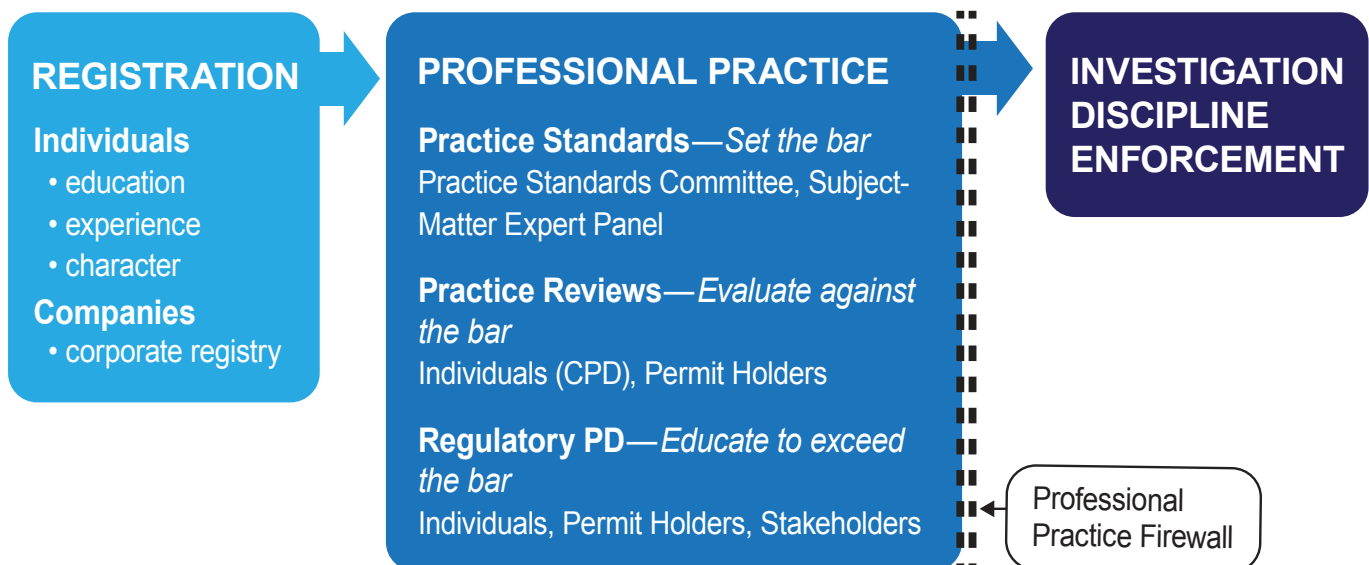 REGISTRATION
Individuals
• education
• experience
• character
Companies
• corporate registry
PROFESSIONAL PRACTICE
Practice Standards—Set the bar
Practice Standards Committee, Subject-
Matter Expert Panel
Practice Reviews—Evaluate against
the bar
Individuals (CPD), Permit Holders
Regulatory PD—Educate to exceed
the bar
Individuals, Permit Holders, Stakeholders
INVESTIGATION
DISCIPLINE
ENFORCEMENT
Professional
Practice Firewall